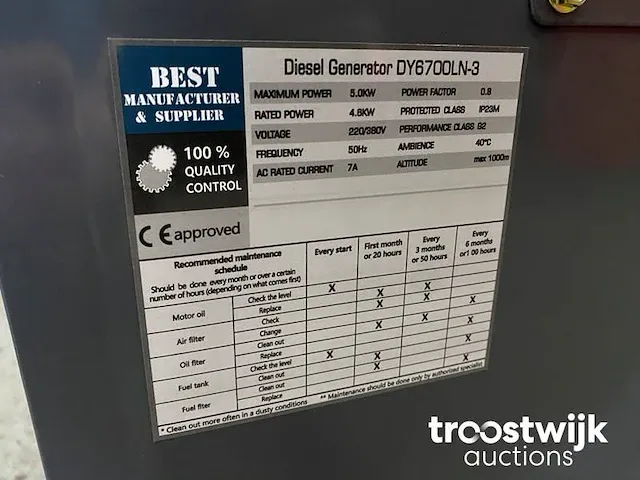 BEST
MANUFACTURER
& SUPPLIER
100 %
QUALITY
CONTROL
CE approved
Diesel Generator DY6700LN-3
MAXIMUM POWER 5.0KW POWER FACTOR 0.8
RATED POWER 4.6KW PROTECTED CLASS IP23M
VOLTAGE 220/380V PERFORMANCE CLASS G2
FREQUENCY 50Hz AMBIENCE 40°C
AC RATED CURRENT 7A ALTITUDE max 1000m
Recommended maintenance
schedule
Should be done every month or over a certain
number of hours (depending on what comes first)
Every start
First month
or 20 hours
Every
3 months
or 50 hours
Every
6 months
or100 hours
Motor oil
Check the level X X
Replace X X
Air filter
Check X X
Change X X
Clean out X
Oil filter
Replace X X X
Check the level X X
Fuel tank
Clean out X
Clean out
Fuel fiter
Replace
* Clean out more often in a dusty conditions
** Maintenance should be done only by authorized specialist
troostwijk
auctions